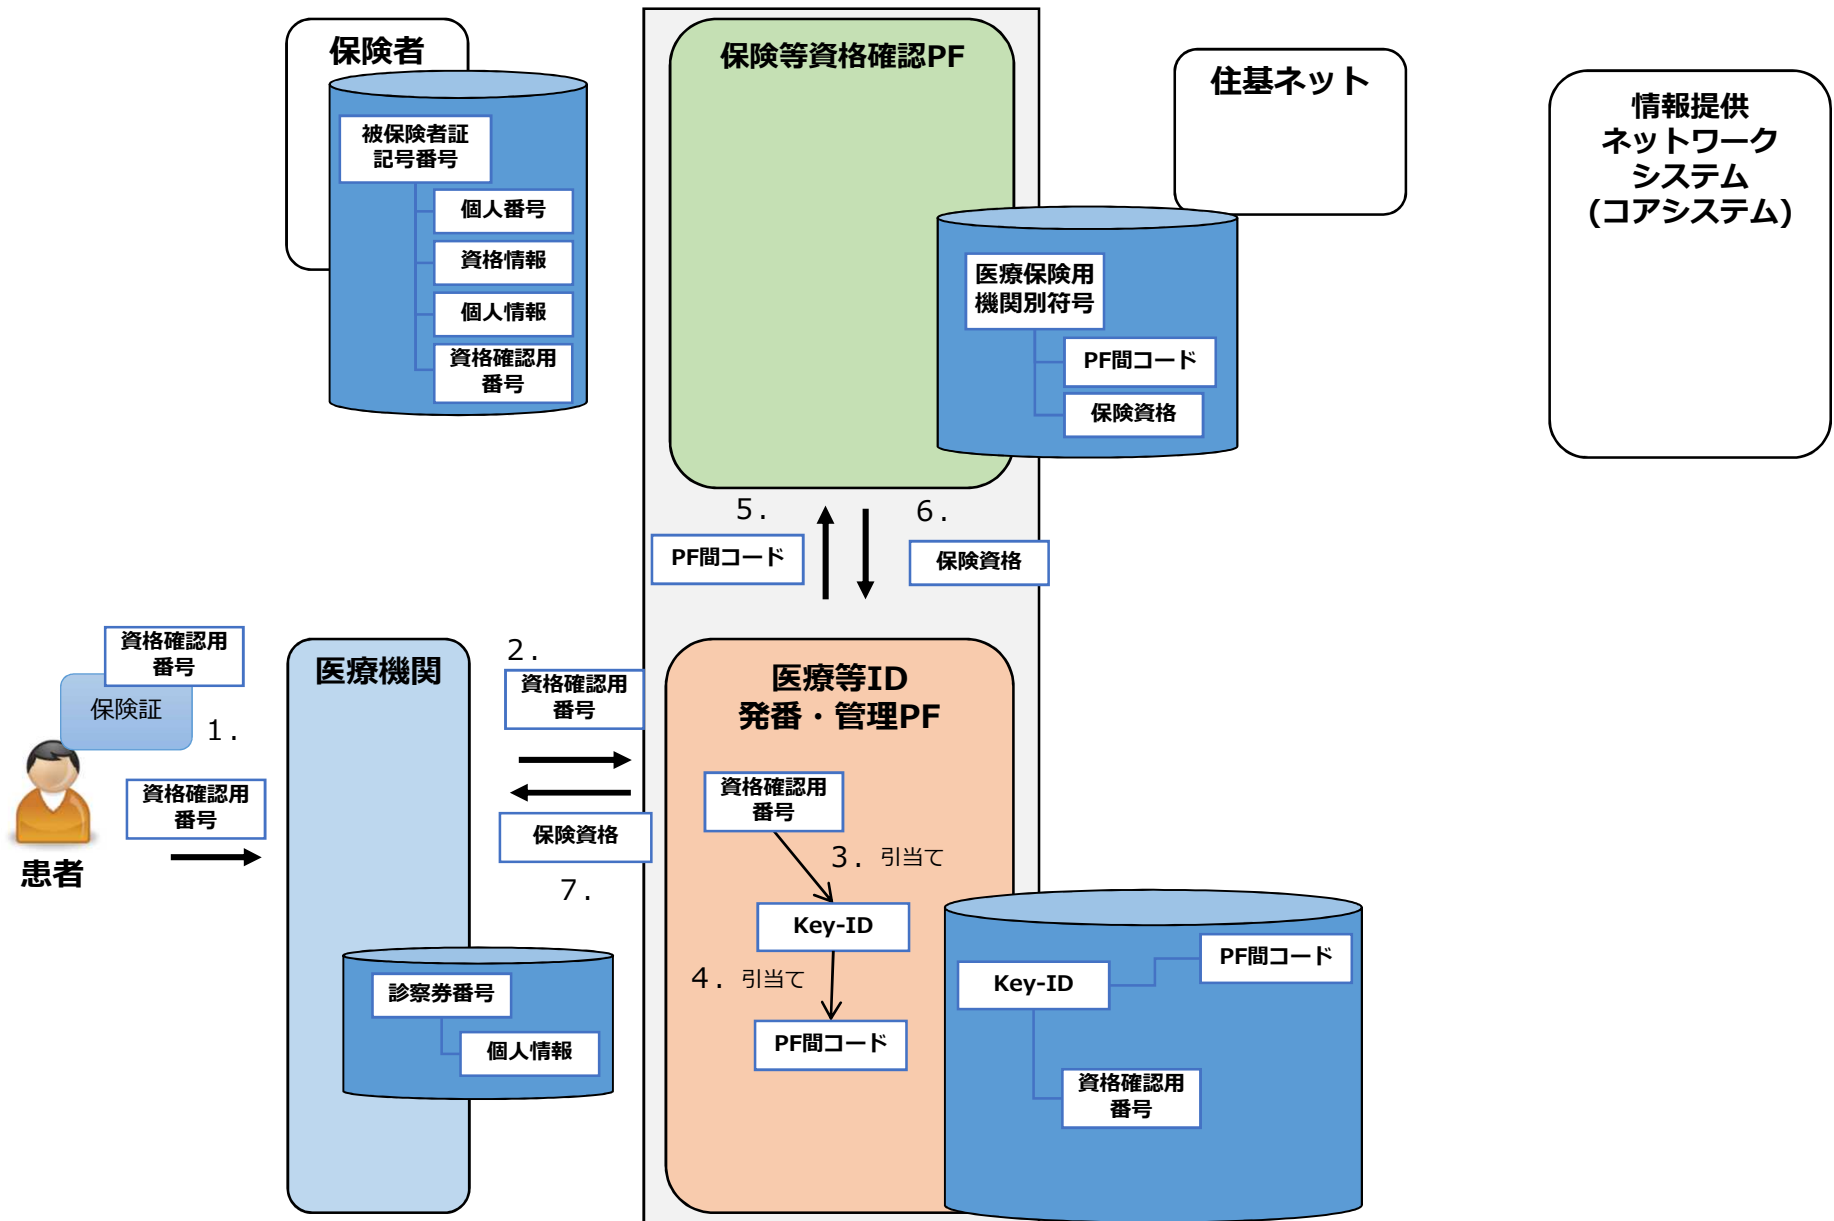 保険者
被保険者証
記号番号
個人番号
資格情報
個人情報
資格確認用
番号
保険等資格確認PF
住基ネット
医療保険用
機関別符号
PF間コード
保険資格
情報提供
ネットワーク
システム
(コアシステム)
5.
PF間コード
6.
保険資格
資格確認用
番号
保険証
1.
資格確認用
番号
患者
医療機関
診察券番号
個人情報
2.
資格確認用
番号
保険資格
7.
医療等ID
発番・管理PF
資格確認用
番号
3. 引当て
Key-ID
4. 引当て
PF間コード
Key-ID
PF間コード
資格確認用
番号